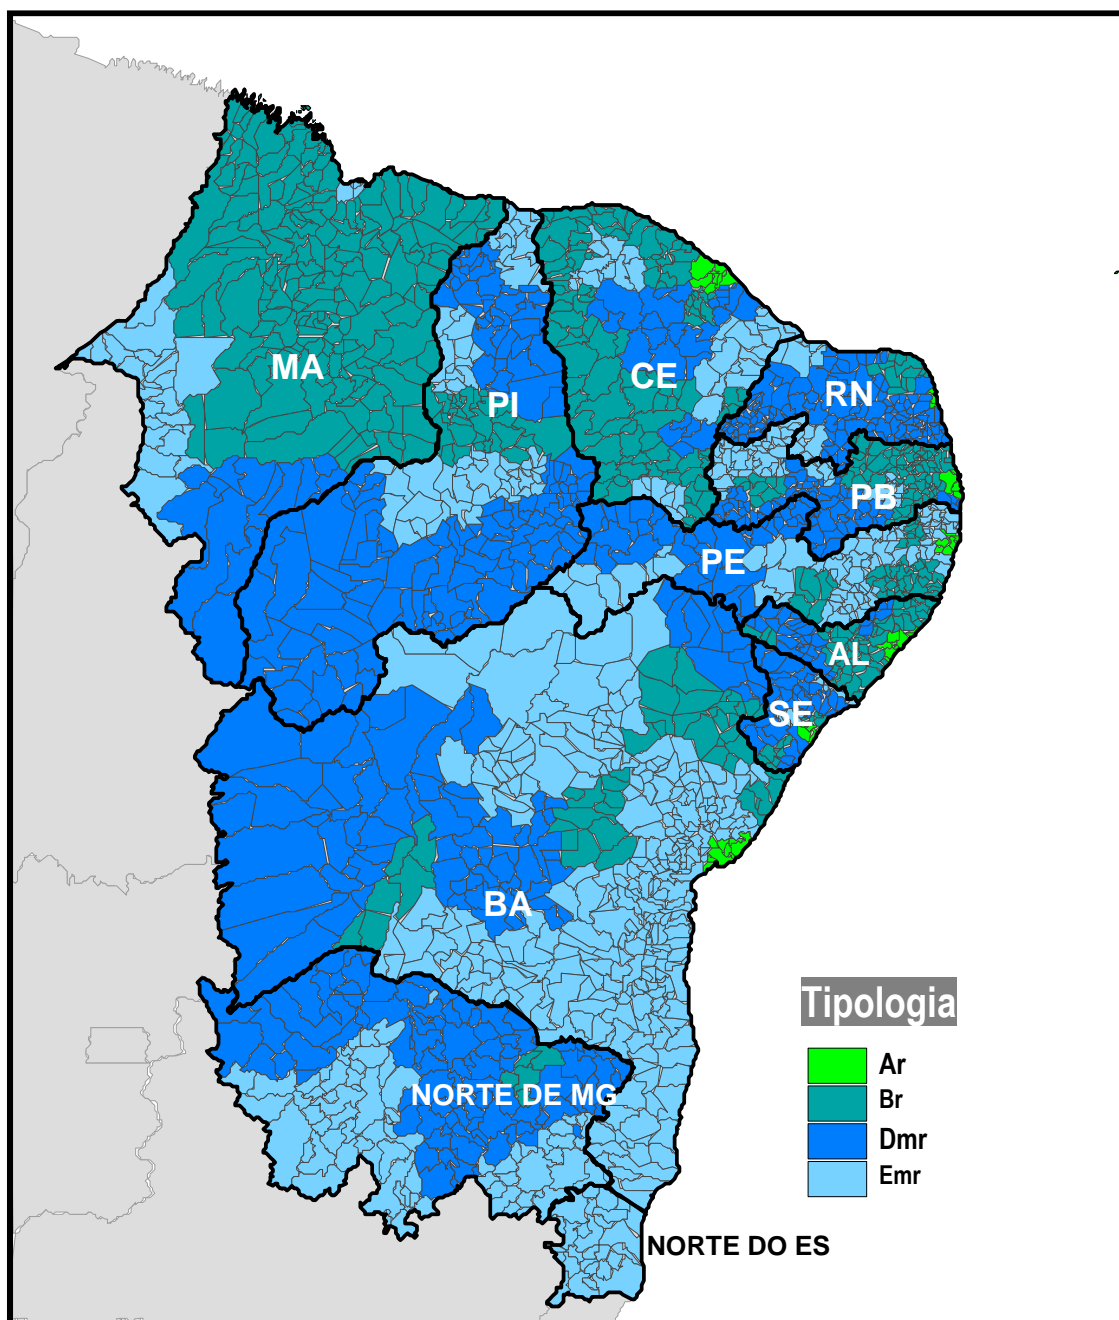 MA
PI
CE
RN
PB
PE
AL
SE
BA
NORTE DE MG
NORTE DO ES
Tipologia
Ar
Br
Dmr
Emr